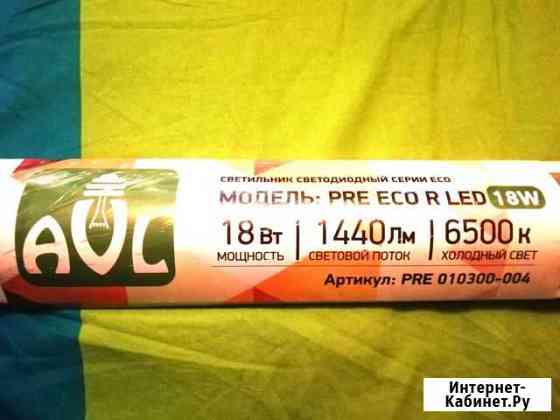 СВЕТИЛЬНИК СВЕТОДИОДНЫЙ СЕРИИ ECO
МОДЕЛЬ: PRE ECO R LED 18W
AVL
18 Вт | 1440 Лм | 6500 К
МОЩНОСТЬ СВЕТОВОЙ ПОТОК ХОЛОДНЫЙ СВЕТ
Артикул: PRE 010300-004
Интернет-
Кабинет.Ру